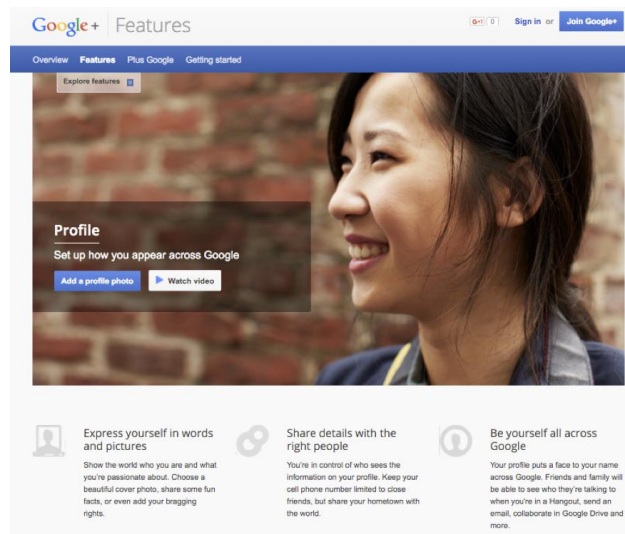 Google+ Features
G+1 0 Sign in or Join Google+
Overview Features Plus Google Getting started
Explore features
Profile
Set up how you appear across Google
Add a profile photo Watch video
Express yourself in words
and pictures
Show the world who you are and what
you're passionate about. Choose a
beautiful cover photo, share some fun
facts, or even add your bragging
rights.
Share details with the
right people
You're in control of who sees the
information on your profile. Keep your
cell phone number limited to close
friends, but share your hometown with
the world.
Be yourself all across
Google
Your profile puts a face to your name
across Google. Friends and family will
be able to see who they're talking to
when you're in a Hangout, send an
email, collaborate in Google Drive and
more.